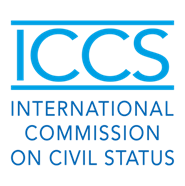 ICCS
INTERNATIONAL
COMMISSION
ON CIVIL STATUS